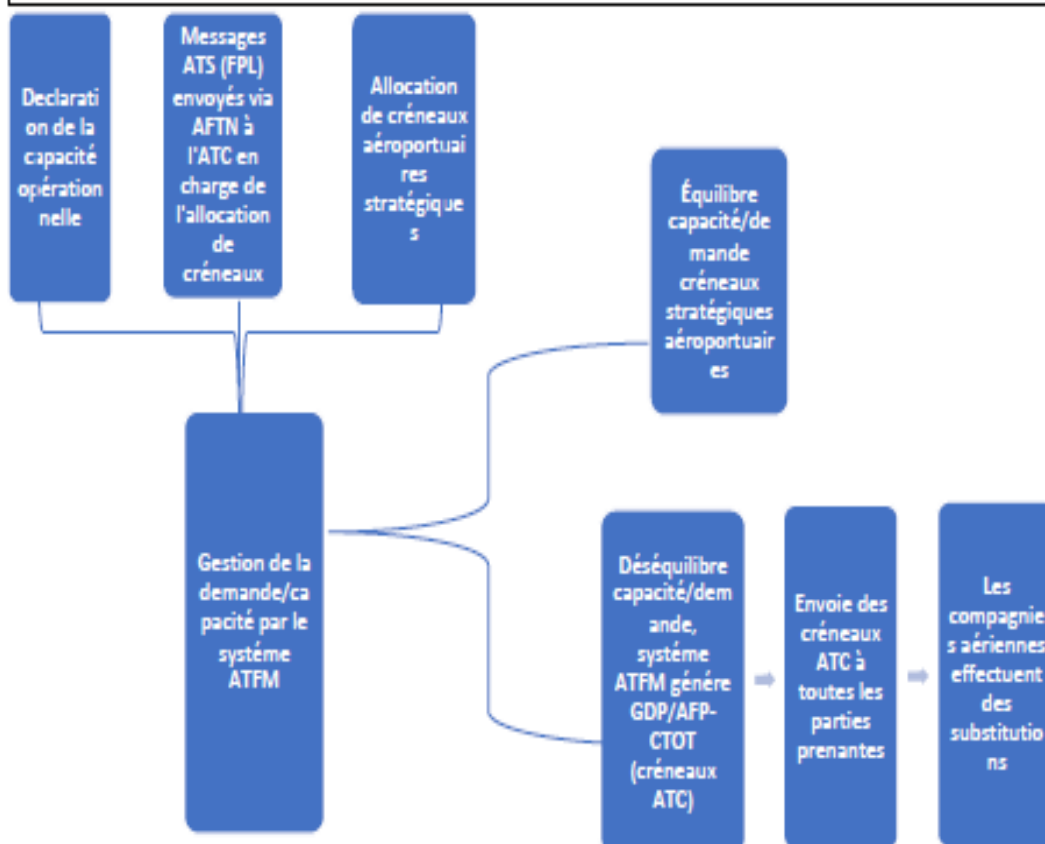 Declarati
on de la
capacité
opération
nelle
Messages
ATS (FPL)
envoyés via
AFTN à
l'ATC en
charge de
l'allocation
de
créneaux
Allocation
de créneaux
aéroportuai
res
stratégique
s
Équilibre
capacité/de
mande
créneaux
stratégiques
aéroportuair
es
Gestion de la
demande/ca
pacité par le
systéme
ATFM
Déséquilibre
capacité/dem
ande,
systéme
ATFM génére
GDP/AFP-
CTOT
(créneaux
ATC)
Envoie des
créneaux
ATC à
toutes les
parties
prenantes
Les
compagnie
s aériennes
effectuent
des
substitutio
ns